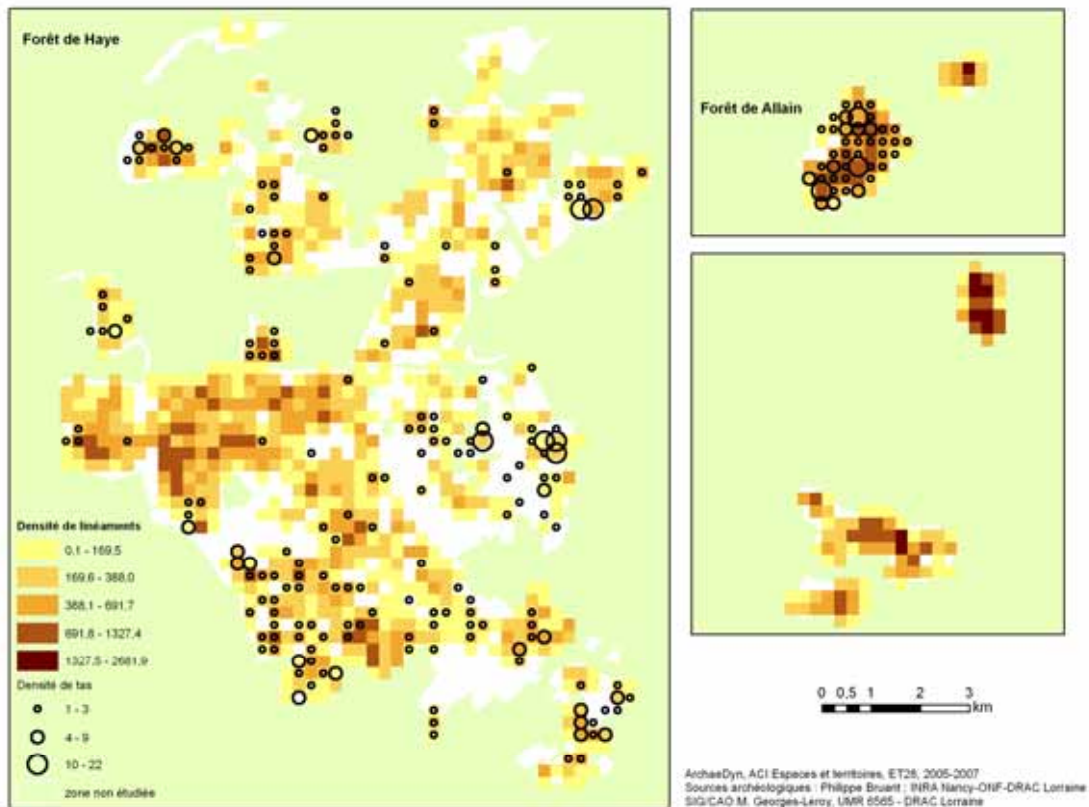 Forêt de Haye
Densité de linéaments
0.1 - 169.5
169.6 - 388.0
388.1 - 691.7
691.8 - 1327.4
1327.5 - 2681.9
Densité de tas
1 - 3
4 - 9
10 - 22
zone non étudiée
Forêt de Allain
0 0,5 1 2 3
km
ArchaeDyn, ACI Espaces et territoires, ET28, 2005-2007
Sources archéologiques : Philippe Bruant ; INRA Nancy-ONF-DRAC Lorraine
SIG/CAO M. Georges-Leroy, UMR 6565 - DRAC Lorraine